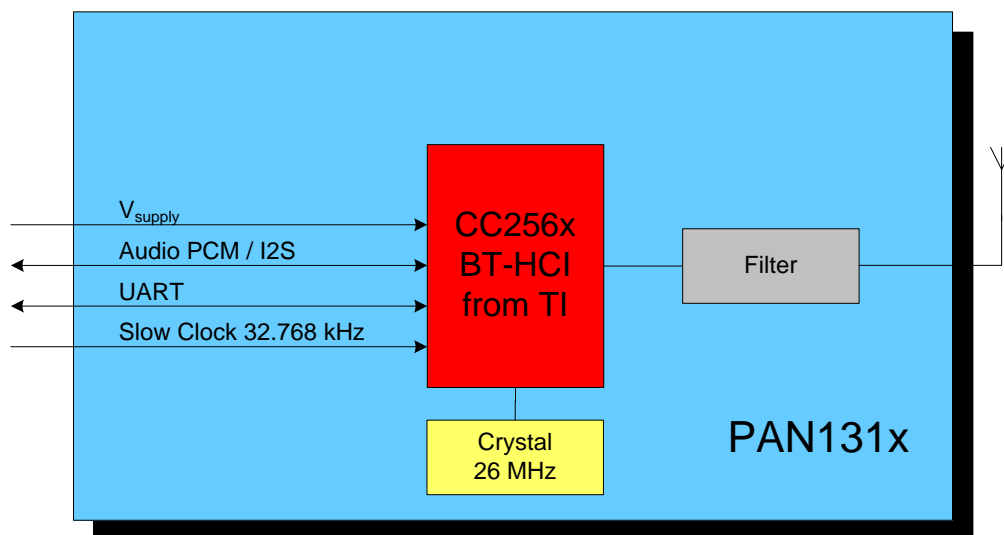 V supply
Audio PCM / I2S
UART
Slow Clock 32.768 kHz
CC256x
BT-HCI
from TI
Filter
Crystal
26 MHz
PAN131x